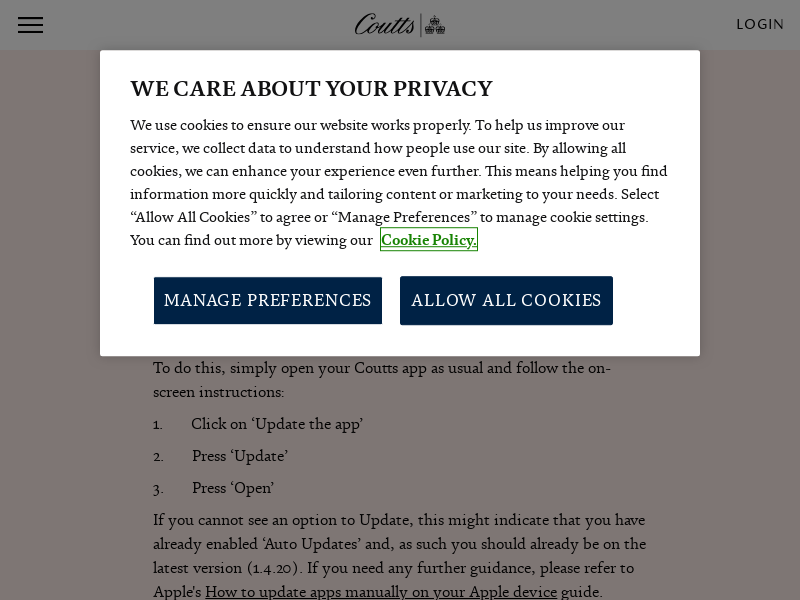 Coutts
LOGIN
WE CARE ABOUT YOUR PRIVACY
We use cookies to ensure our website works properly. To help us improve our
service, we collect data to understand how people use our site. By allowing all
cookies, we can enhance your experience even further. This means helping you find
information more quickly and tailoring content or marketing to your needs. Select
“Allow All Cookies” to agree or “Manage Preferences” to manage cookie settings.
You can find out more by viewing our Cookie Policy.
MANAGE PREFERENCES
ALLOW ALL COOKIES
To do this, simply open your Coutts app as usual and follow the on-
screen instructions:
1. Click on ‘Update the app’
2. Press ‘Update’
3. Press ‘Open’
If you cannot see an option to Update, this might indicate that you have
already enabled ‘Auto Updates’ and, as such you should already be on the
latest version (1.4.20). If you need any further guidance, please refer to
Apple's How to update apps manually on your Apple device guide.